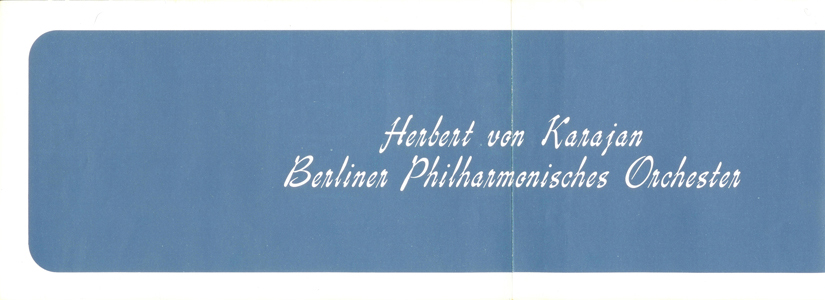 Herbert von Karajan
Berliner Philharmonisches Orchester